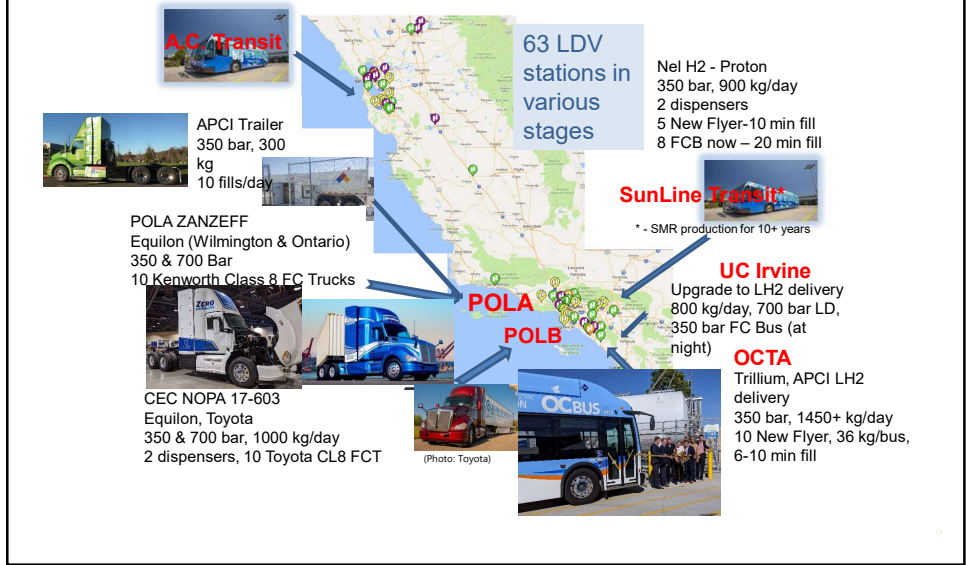 A.C. Transit
63 LDV
stations in
various
stages
Nel H2 - Proton
350 bar, 900 kg/day
2 dispensers
5 New Flyer-10 min fill
8 FCB now – 20 min fill
APCI Trailer
350 bar, 300
kg
10 fills/day
SunLine Transit*
* - SMR production for 10+ years
POLA ZANZEFF
Equilon (Wilmington & Ontario)
350 & 700 Bar
10 Kenworth Class 8 FC Trucks
UC Irvine
Upgrade to LH2 delivery
800 kg/day, 700 bar LD,
350 bar FC Bus (at
night)
POLA
POLB
OCTA
Trillium, APCI LH2
delivery
350 bar, 1450+ kg/day
10 New Flyer, 36 kg/bus,
6-10 min fill
ZERO
OCBUS
CEC NOPA 17-603
Equilon, Toyota
350 & 700 bar, 1000 kg/day
2 dispensers, 10 Toyota CL8 FCT
(Photo: Toyota)
9